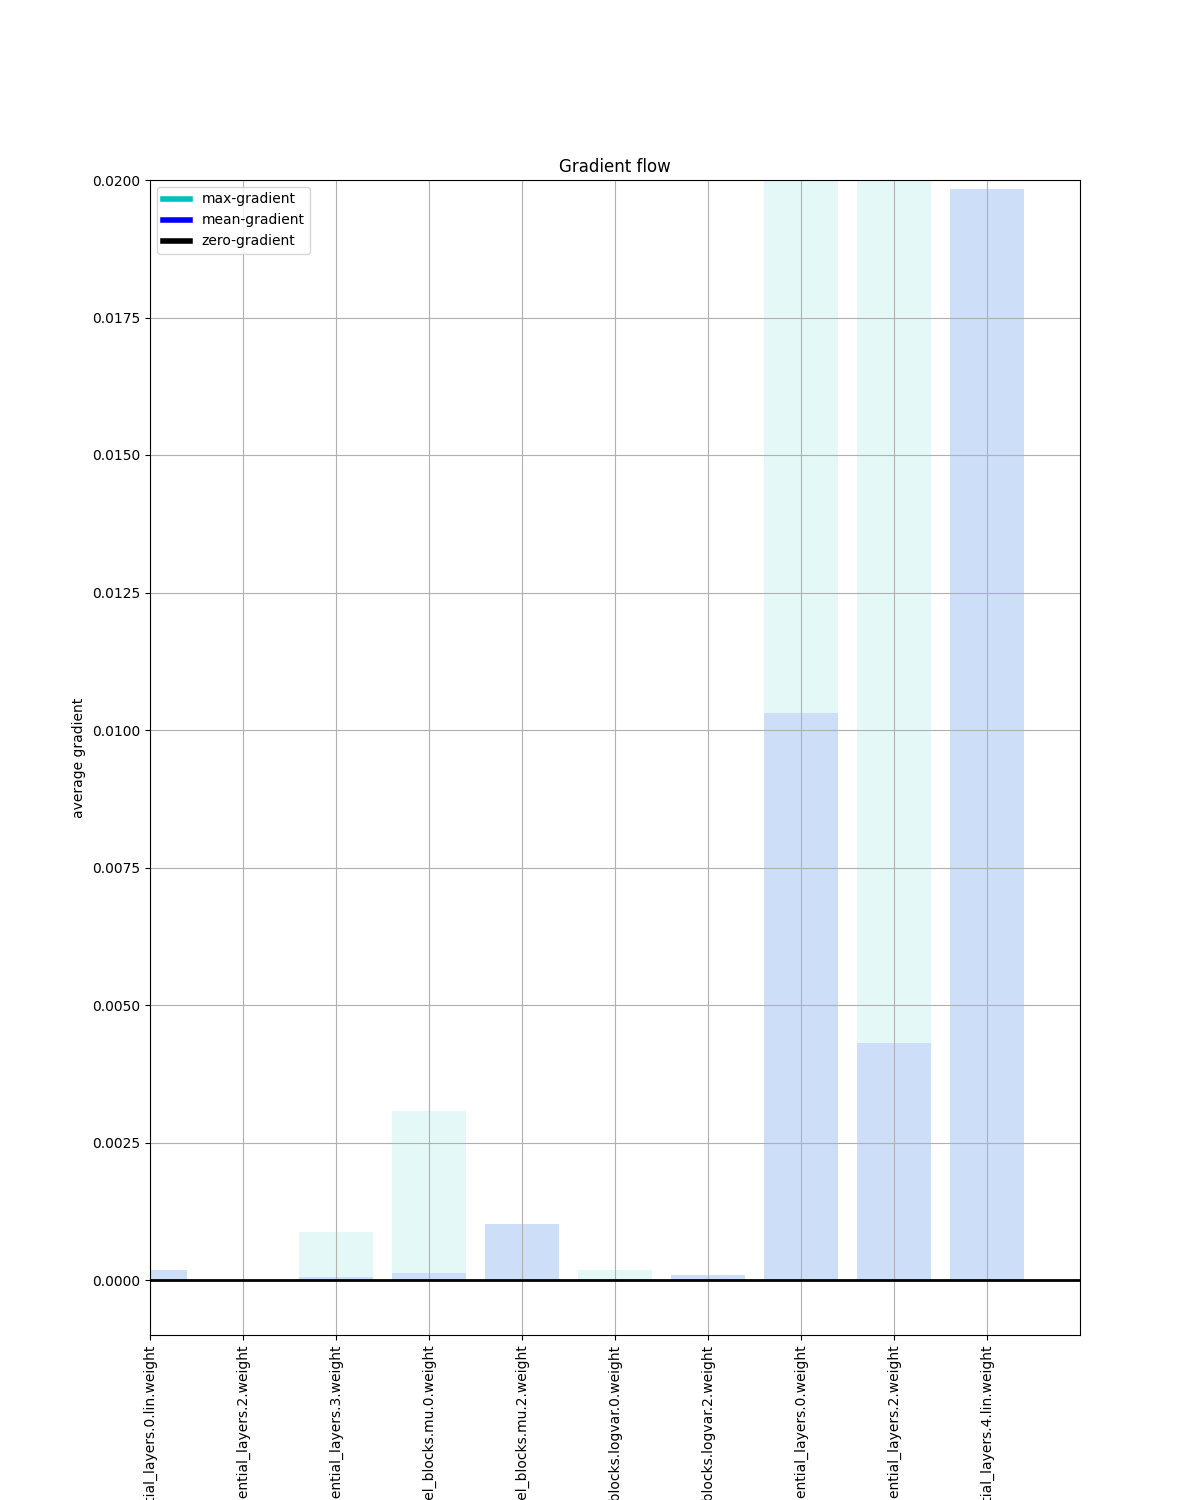 Gradient flow
max-gradient
mean-gradient
zero-gradient
0.0200
0.0175
0.0150
0.0125
0.0100
0.0075
0.0050
0.0025
0.0000
average gradient
tial_layers.0.lin.weight
ential_layers.2.weight
ential_layers.3.weight
el_blocks.mu.0.weight
el_blocks.mu.2.weight
blocks.logvar.0.weight
blocks.logvar.2.weight
ential_layers.0.weight
ential_layers.2.weight
tial_layers.4.lin.weight